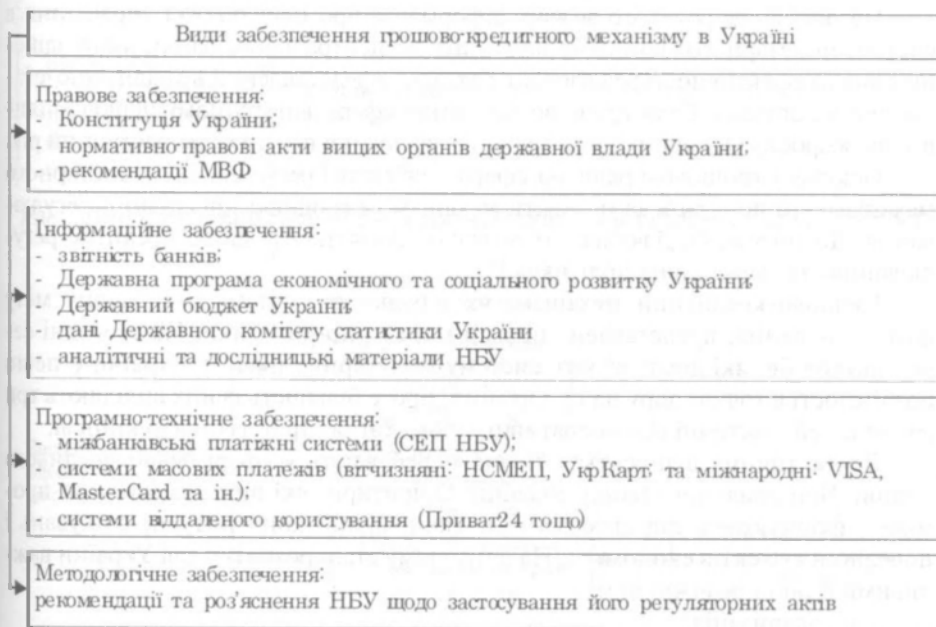 Види забезпечення грошово-кредитного механізму в Україні
Правове забезпечення:
- Конституція України;
- нормативно-правові акти вищих органів державної влади України;
- рекомендації МВФ
Інформаційне забезпечення:
- звітність банків;
- Державна програма економічного та соціального розвитку України;
- Державний бюджет України;
- дані Державного комітету статистики України
- аналітичні та дослідницькі матеріали НБУ
Програмно-технічне забезпечення:
- міжбанківські платіжні системи (СЕП НБУ);
- системи масових платежів (вітчизняні: НСМЕП, УкрКарт; та міжнародні: VISA,
MasterCard та ін.);
- системи віддаленого користування (Приват24 тощо)
Методологічне забезпечення:
рекомендації та роз'яснення НБУ щодо застосування його регуляторних актів